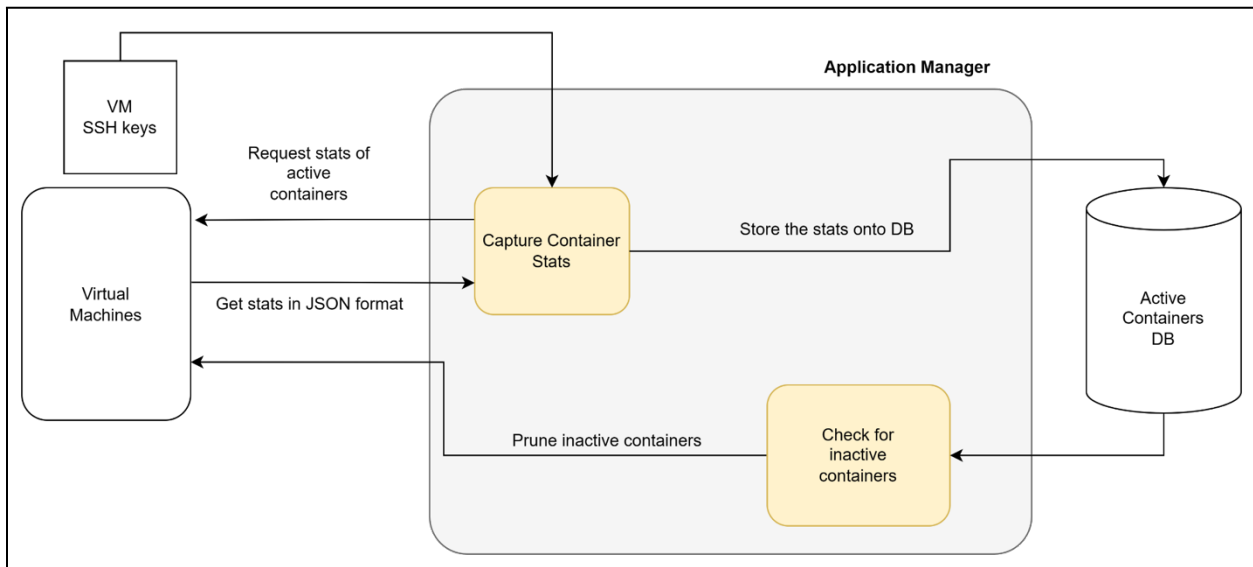 Application Manager
VM
SSH keys
Request stats of
active
containers
Capture Container
Stats
Store the stats onto DB
Virtual
Machines
Get stats in JSON format
Active
Containers
DB
Prune inactive containers
Check for
inactive
containers